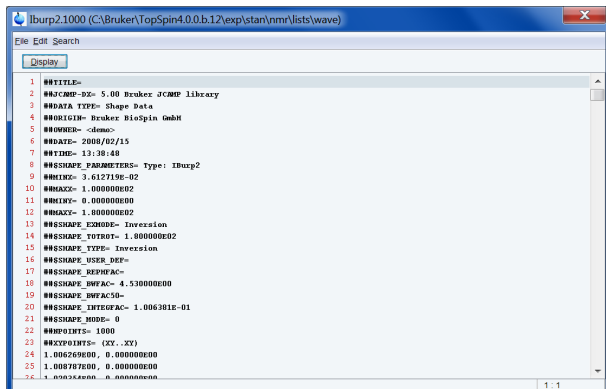 Iburp2.1000 (C:\Bruker\TopSpin4.0.0.b.12\exp\stan\nmr\lists\wave)
File Edit Search
Display
1 ##TITLE=
2 ##JCAMP-DX= 5.00 Bruker JCAMP library
3 ##DATA TYPE= Shape Data
4 ##ORIGIN= Bruker BioSpin GmbH
5 ##OWNER= <demo>
6 ##DATE= 2008/02/15
7 ##TIME= 13:38:48
8 ##$SHAPE_PARAMETERS= Type: IBurp2
9 ##MINX= 3.612719E-02
10 ##MAXX= 1.000000E02
11 ##MINY= 0.000000E00
12 ##MAXY= 1.800000E02
13 ##$SHAPE_EXMODE= Inversion
14 ##$SHAPE_TOTROT= 1.800000E02
15 ##$SHAPE_TYPE= Inversion
16 ##$SHAPE_USER_DEF=
17 ##$SHAPE_REPHFAC=
18 ##$SHAPE_BWFAC= 4.530000E00
19 ##$SHAPE_BWFAC50=
20 ##$SHAPE_INTEGFAC= 1.006381E-01
21 ##$SHAPE_MODE= 0
22 ##NPOINTS= 1000
23 ##XYPOINTS= (XY..XY)
24 1.006269E00, 0.000000E00
25 1.008787E00, 0.000000E00
26 1.020354E00, 0.000000E00
1 : 1